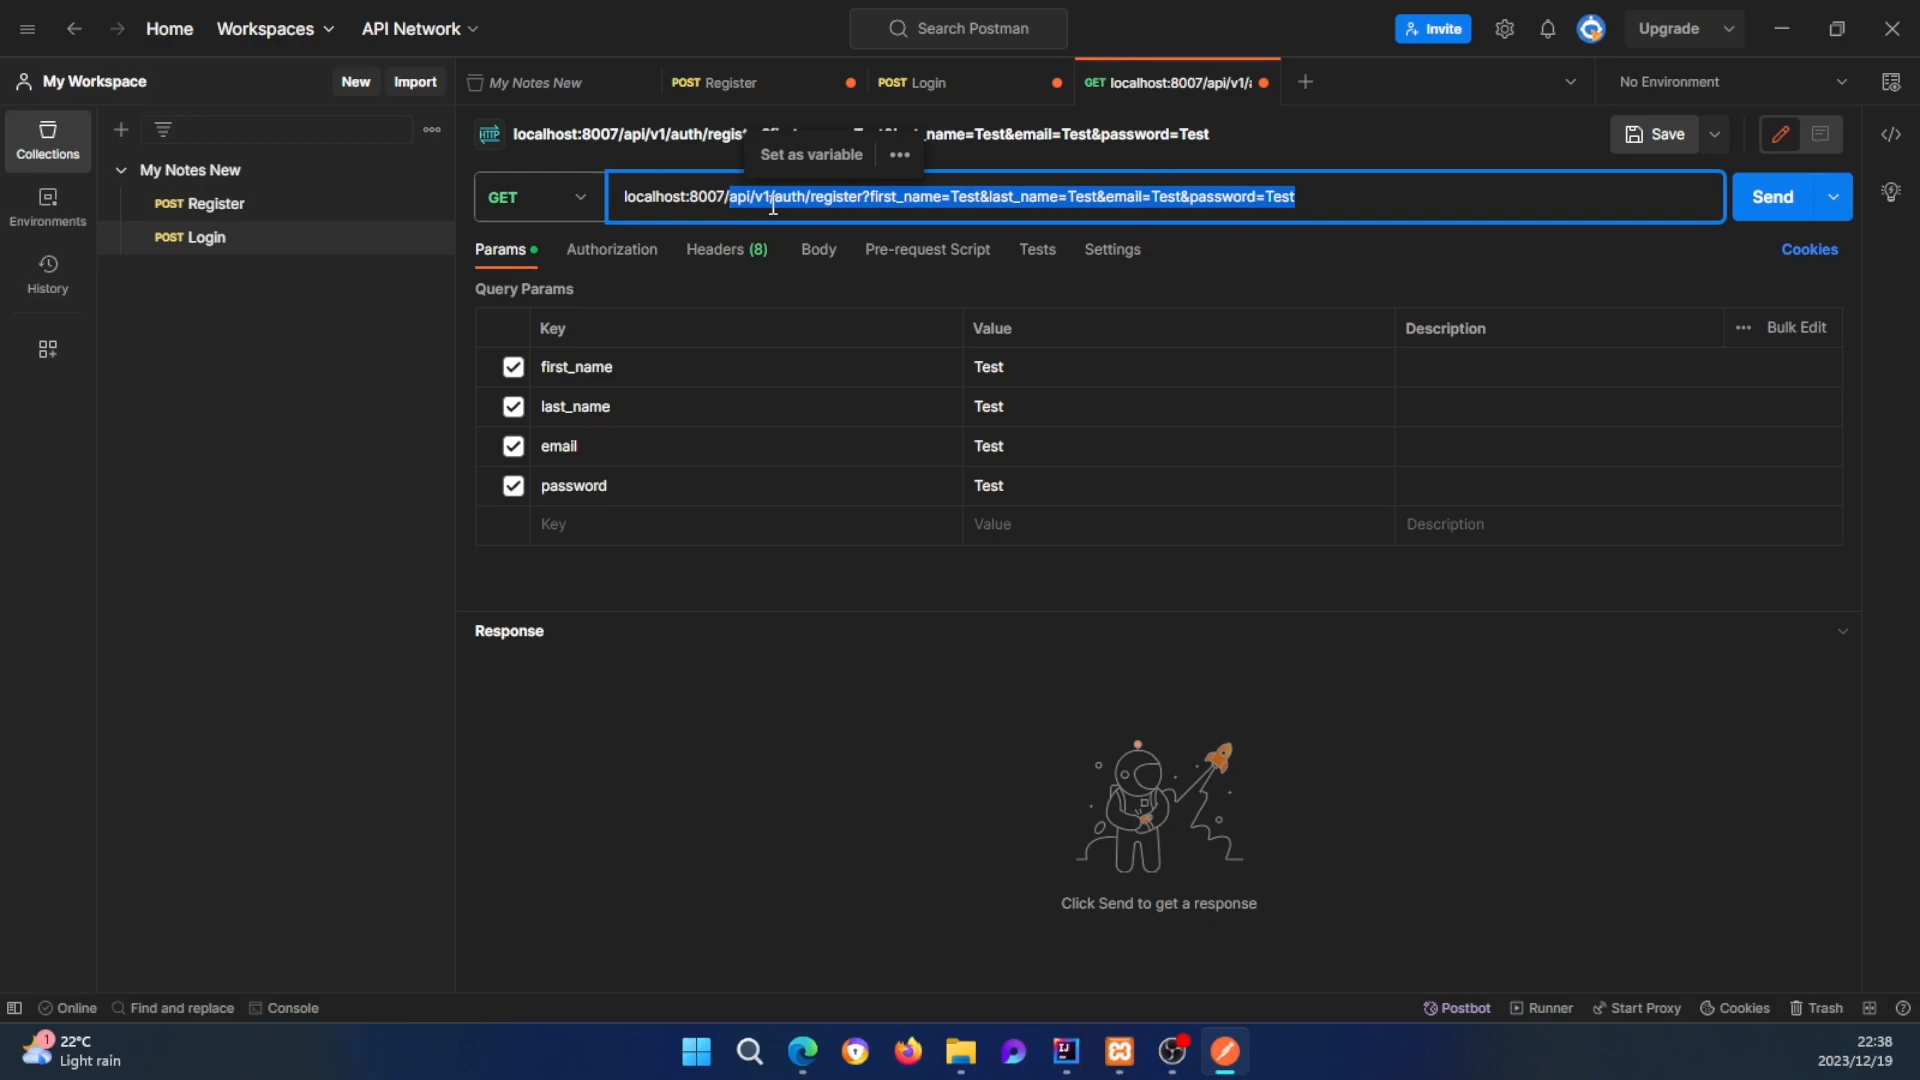 Home
Workspaces
API Network
Search Postman
Invite
Upgrade
My Workspace
New
Import
My Notes New
POST Register
POST Login
GET localhost:8007/api/v1/
No Environment
Collections
Environments
History
My Notes New
POST Register
POST Login
HTTP
localhost:8007/api/v1/auth/regist
_name=Test&email=Test&password=Test
Save
Set as variable
GET
localhost:8007/api/v1/auth/register?first_name=Test&last_name=Test&email=Test&password=Test
Send
Params
Authorization
Headers (8)
Body
Pre-request Script
Tests
Settings
Cookies
Query Params
Key
Value
Description
Bulk Edit
first_name
Test
last_name
Test
email
Test
password
Test
Key
Value
Description
Response
Click Send to get a response
Online
Find and replace
Console
Postbot
Runner
Start Proxy
Cookies
Trash
1
22°C
Light rain
IJ
22:38
2023/12/19